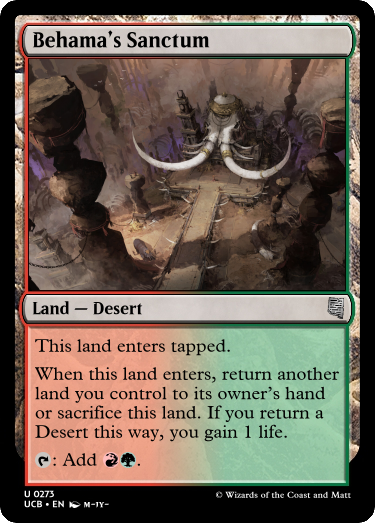 Behama's Sanctum
Land — Desert
This land enters tapped.
When this land enters, return another
land you control to its owner's hand
or sacrifice this land. If you return a
Desert this way, you gain 1 life.
: Add .
U 0273
UCB • EN M-1Y-
© Wizards of the Coast and Matt